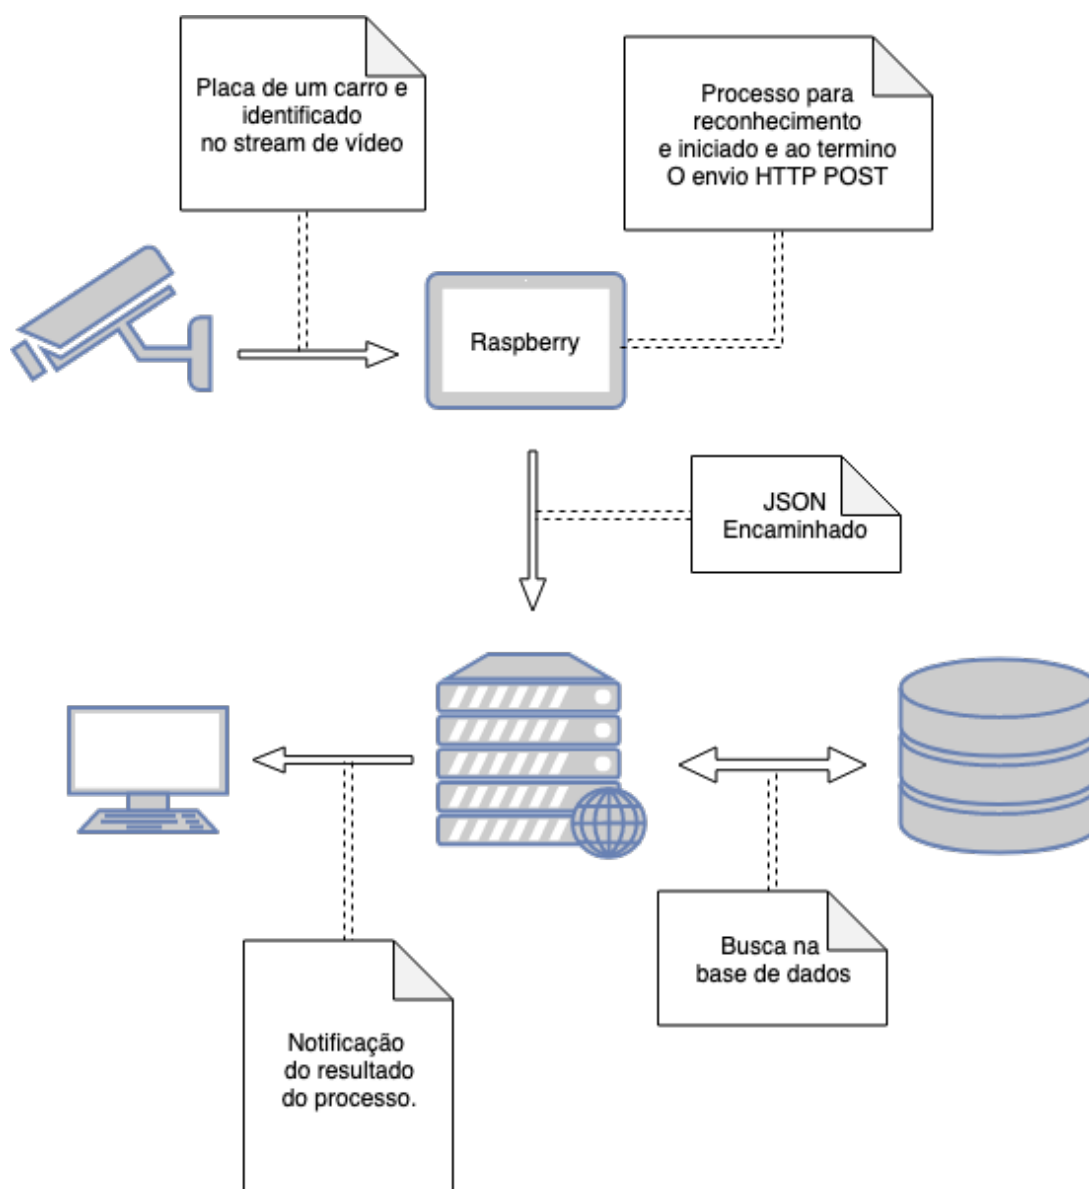 Placa de um carro e
identificado
no stream de vídeo
Processo para
reconhecimento
e iniciado e ao termino
O envio HTTP POST
Raspberry
JSON
Encaminhado
Busca na
base de dados
Notificação
do resultado
do processo.